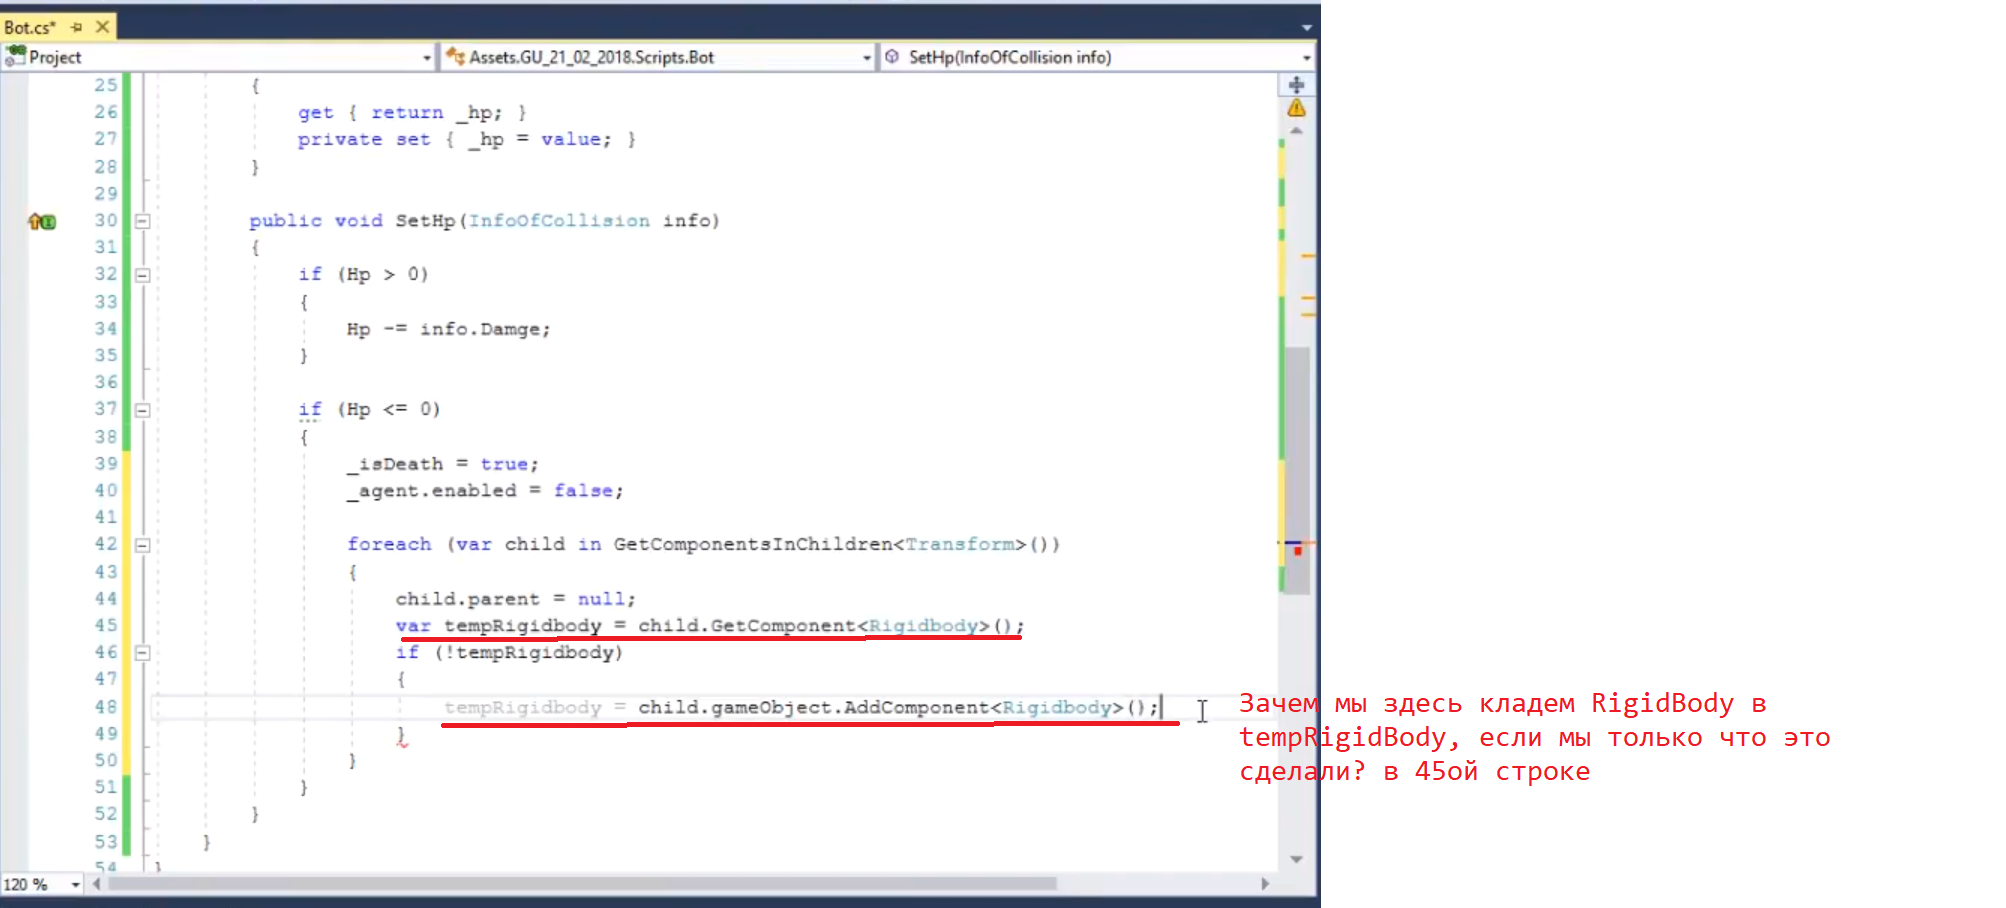 Bot.cs*
Project
Assets.GU_21_02_2018.Scripts.Bot
SetHp(InfoOfCollision info)
25 {
26 get { return _hp; }
27 private set { _hp = value; }
28 }
29
30 public void SetHp(InfoOfCollision info)
31 {
32 if (Hp > 0)
33 {
34 Hp -= info.Damge;
35 }
36
37 if (Hp <= 0)
38 {
39 _isDeath = true;
40 _agent.enabled = false;
41
42 foreach (var child in GetComponentsInChildren<Transform>())
43 {
44 child.parent = null;
45 var tempRigidbody = child.GetComponent<Rigidbody>();
46 if (!tempRigidbody)
47 {
48 tempRigidbody = child.gameObject.AddComponent<Rigidbody>();
49 }
50 }
51 }
52 }
53 }
54 }
Зачем мы здесь кладем RigidBody в
tempRigidBody, если мы только что это
сделали? в 45ой строке
120 %